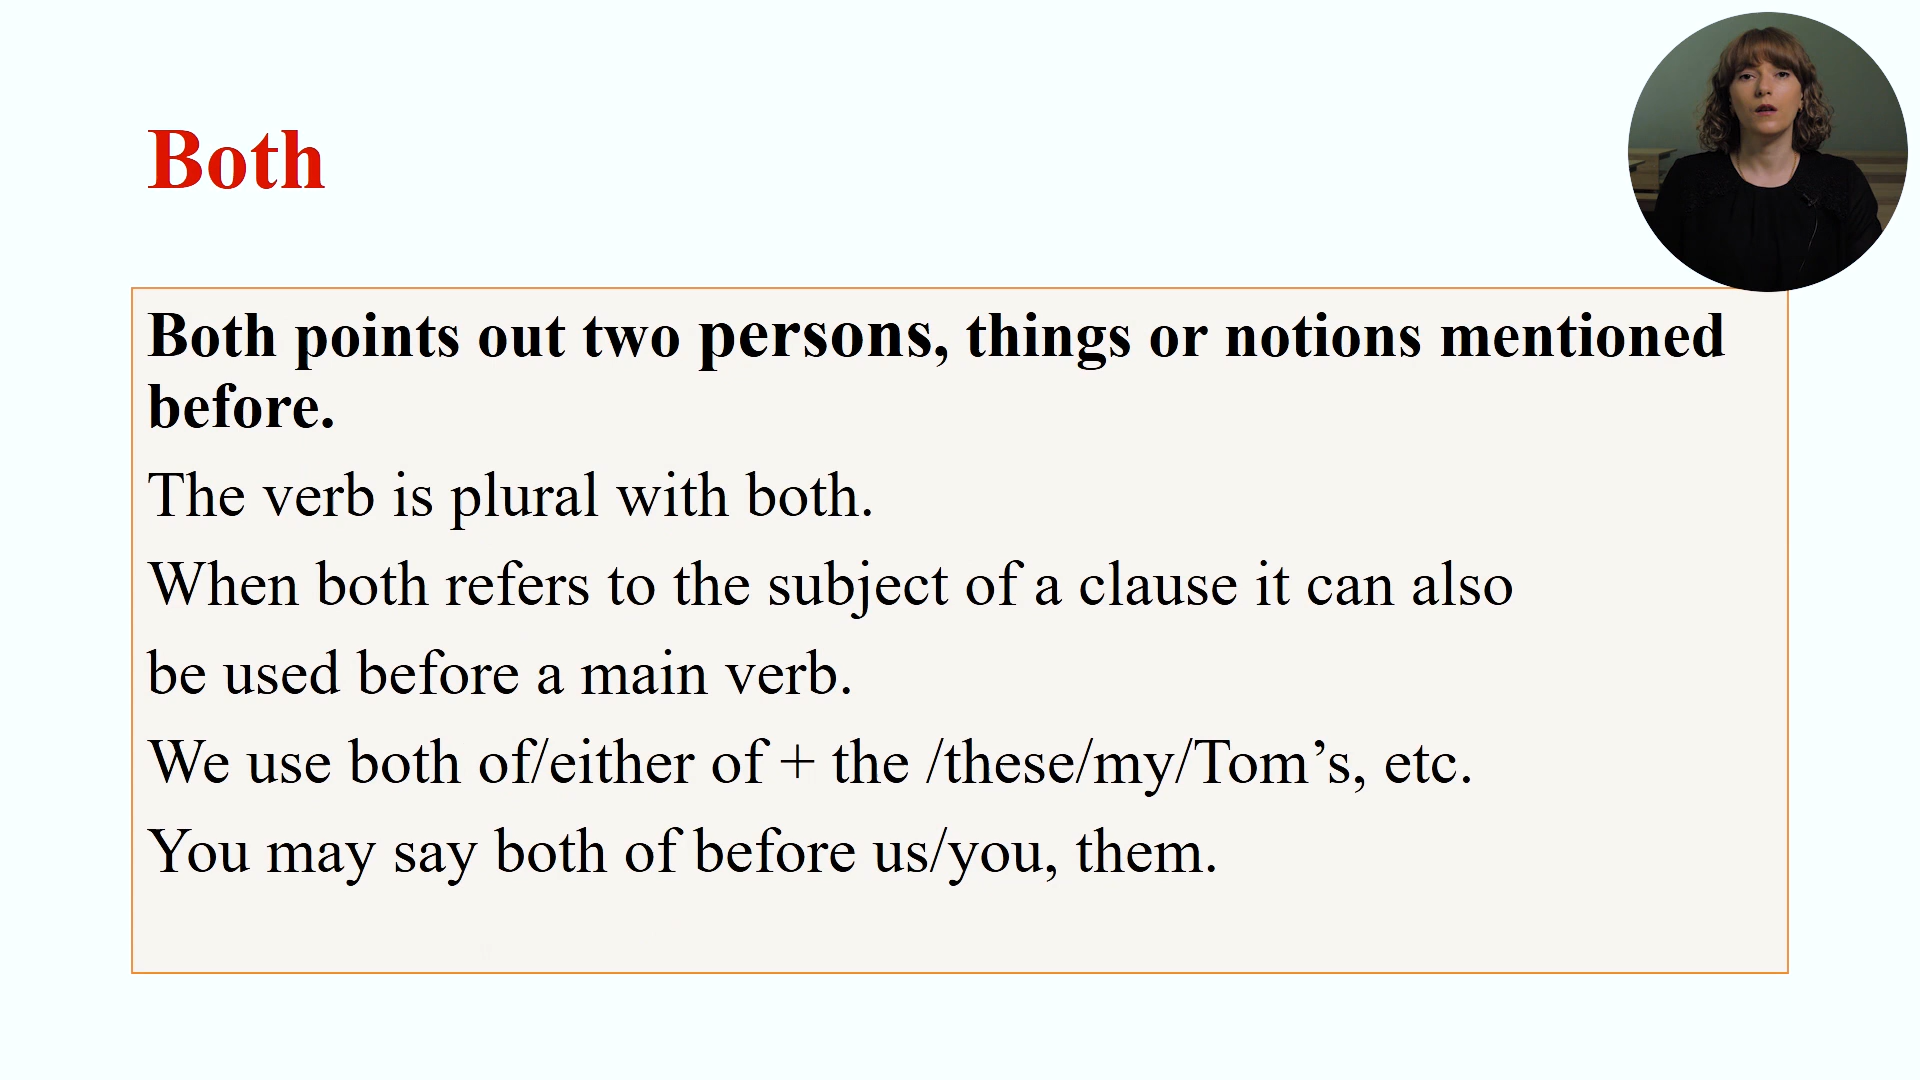 Both
Both points out two persons, things or notions mentioned
before.
The verb is plural with both.
When both refers to the subject of a clause it can also
be used before a main verb.
We use both of/either of + the /these/my/Tom’s, etc.
You may say both of before us/you, them.